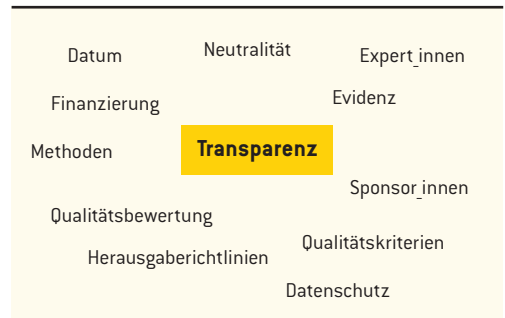 Datum
Neutralität
Expert_innen
Finanzierung
Evidenz
Methoden
Transparenz
Sponsor_innen
Qualitätsbewertung
Qualitätskriterien
Herausgaberichtlinien
Datenschutz